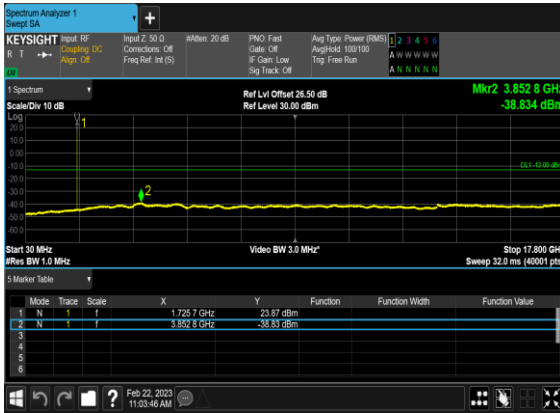 Spectrum Analyzer 1
Swept SA
+
KEYSIGHT
R T
LXI
Input: RF
Coupling: DC
Align: Off
Input Z: 50 Ω
Corrections: Off
Freq Ref: Int (S)
#Atten: 20 dB
PNO: Fast
Gate: Off
IF Gain: Low
Sig Track: Off
Avg Type: Power (RMS)
Avg|Hold: 100/100
Trig: Free Run
1 2 3 4 5 6
A W W W W W
A N N N N N
1 Spectrum
Scale/Div 10 dB
Ref Lvl Offset 26.50 dB
Ref Level 30.00 dBm
Mkr2 3.852 8 GHz
-38.834 dBm
Log
20.0
10.0
0.00
-10.0
-20.0
-30.0
-40.0
-50.0
-60.0
1
2
DL1 -13.00 dBm
Start 30 MHz
#Res BW 1.0 MHz
Video BW 3.0 MHz*
Stop 17.800 GHz
Sweep 32.0 ms (40001 pts)
5 Marker Table
Mode Trace Scale X Y Function Function Width Function Value
1 N 1 f 1.725 7 GHz 23.87 dBm
2 N 1 f 3.852 8 GHz -38.83 dBm
3
4
5
6
?
Feb 22, 2023
11:03:46 AM